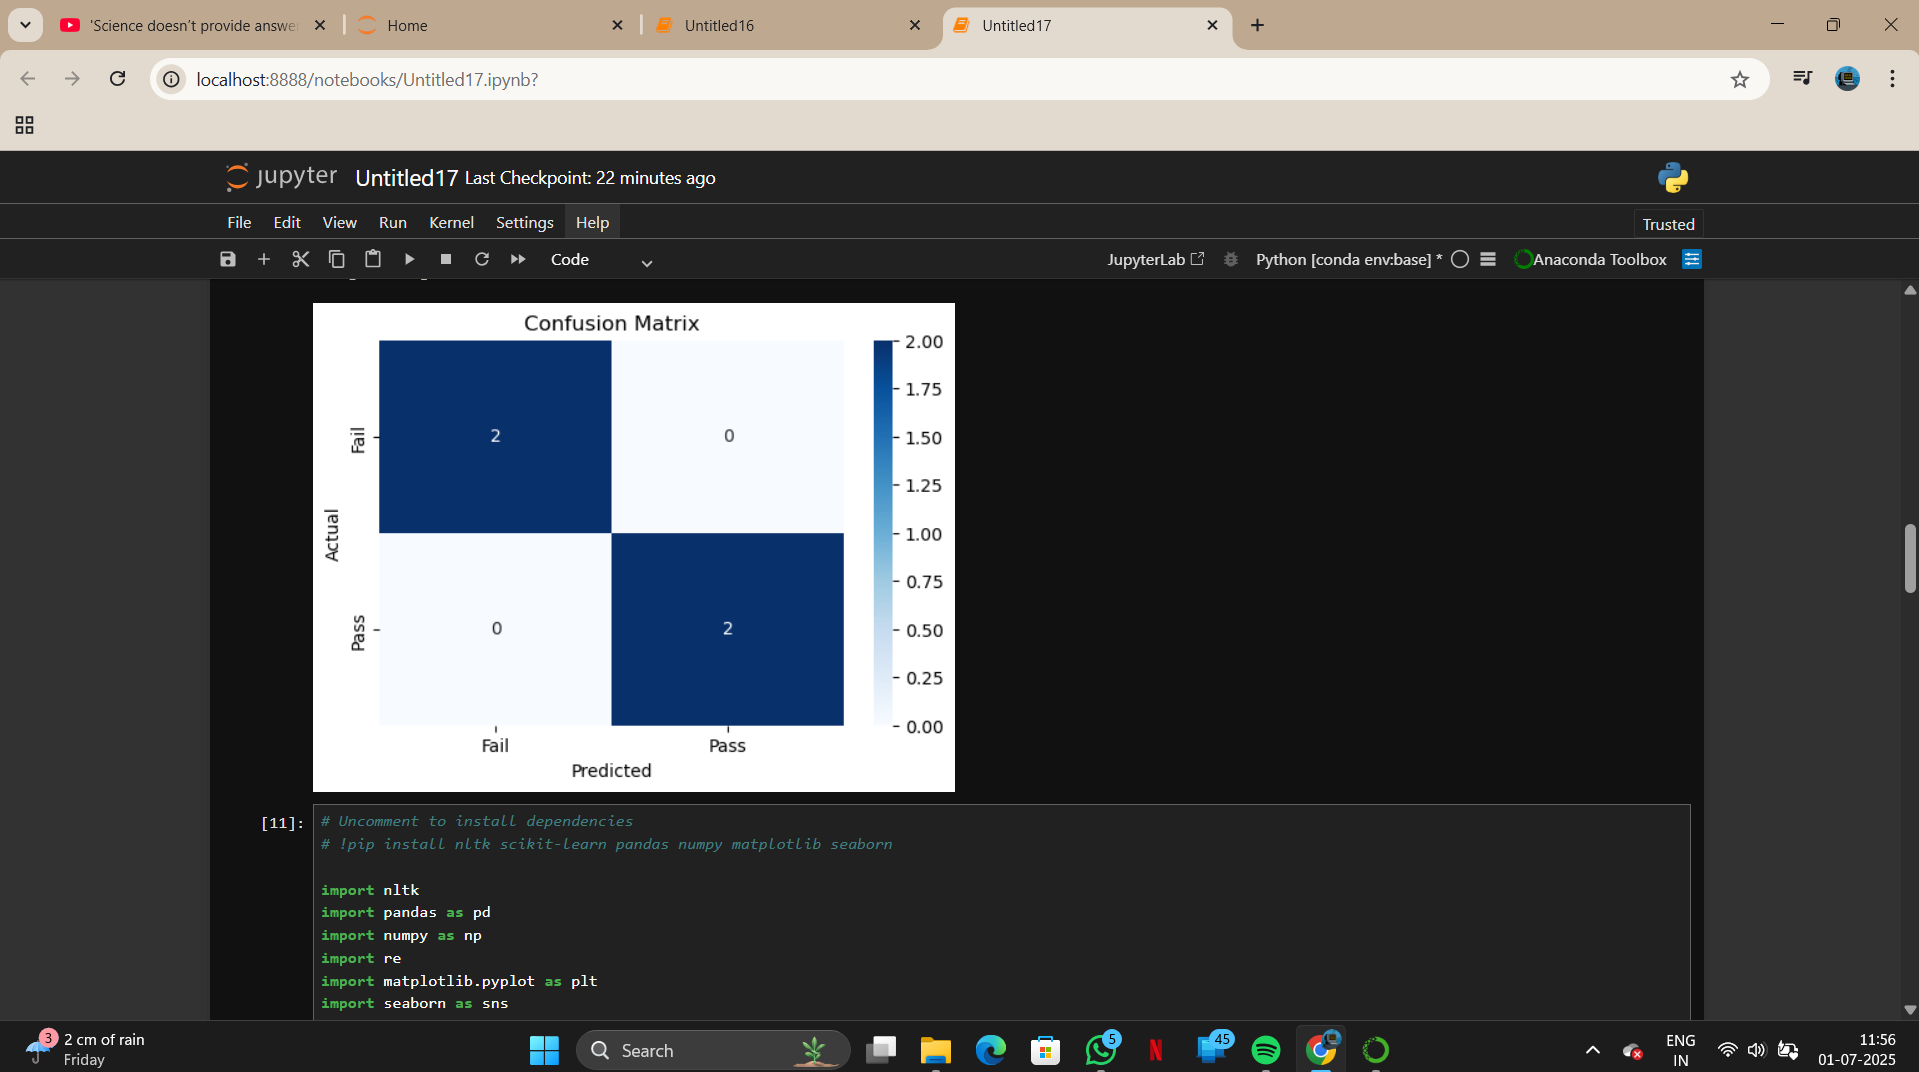 'Science doesn't provide answe
Home
Untitled16
Untitled17
localhost:8888/notebooks/Untitled17.ipynb?
jupyter
Untitled17 Last Checkpoint: 22 minutes ago
File Edit View Run Kernel Settings Help
Trusted
Code
JupyterLab
Python [conda env:base] *
Anaconda Toolbox
Confusion Matrix
Actual
Fail
Pass
2 0
0 2
Fail Pass
Predicted
2.00
1.75
1.50
1.25
1.00
0.75
0.50
0.25
0.00
[11]:
# Uncomment to install dependencies
# !pip install nltk scikit-learn pandas numpy matplotlib seaborn
import nltk
import pandas as pd
import numpy as np
import re
import matplotlib.pyplot as plt
import seaborn as sns
3
2 cm of rain
Friday
Search
5
N
45
ENG
IN
11:56
01-07-2025